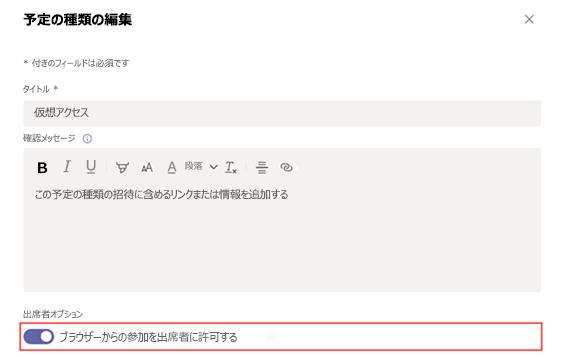 予定の種類の編集
* 付きのフィールドは必須です
タイトル *
仮想アクセス
確認メッセージ
B I U AA A 段落 Tx
この予定の種類の招待に含めるリンクまたは情報を追加する
出席者オプション
ブラウザーからの参加を出席者に許可する